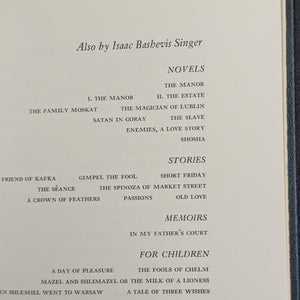 Also by Isaac Bashevis Singer
NOVELS
THE MANOR
I. THE MANOR II. THE ESTATE
THE FAMILY MOSKAT THE MAGICIAN OF LUBLIN
SATAN IN GORAY THE SLAVE
ENEMIES, A LOVE STORY
SHOSHA
STORIES
FRIEND OF KAFKA GIMPEL THE FOOL SHORT FRIDAY
THE SÉANCE THE SPINOZA OF MARKET STREET
A CROWN OF FEATHERS PASSIONS OLD LOVE
MEMOIRS
IN MY FATHER'S COURT
FOR CHILDREN
A DAY OF PLEASURE THE FOOLS OF CHELM
MAZEL AND SHLIMAZEL OR THE MILK OF A LIONESS
EN SHLEMIEL WENT TO WARSAW A TALE OF THREE WISHES